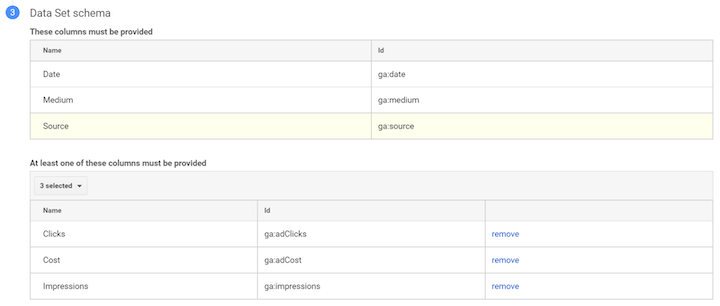 3 Data Set schema
These columns must be provided
Name Id
Date ga:date
Medium ga:medium
Source ga:source
At least one of these columns must be provided
3 selected
Name Id
Clicks ga:adClicks remove
Cost ga:adCost remove
Impressions ga:impressions remove